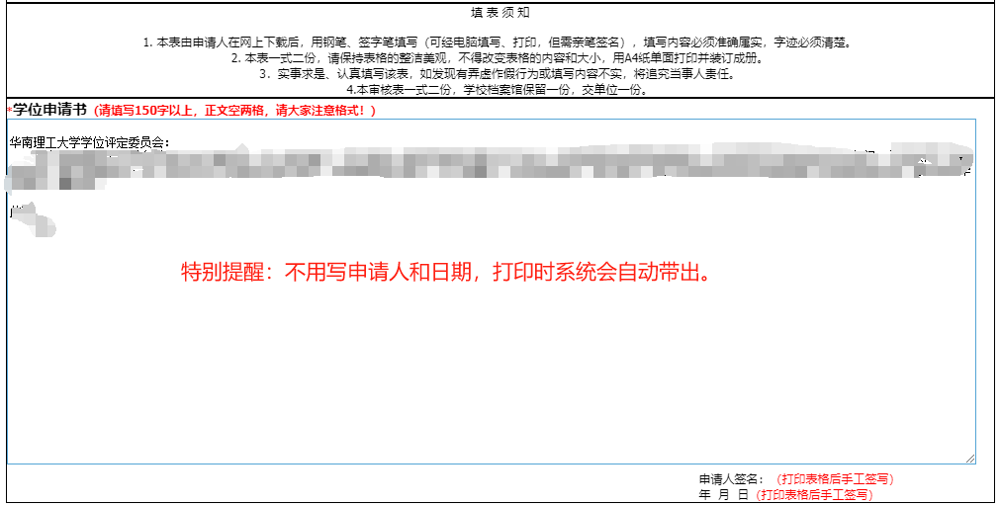 填 表 须 知
1. 本表由申请人在网上下载后，用钢笔、签字笔填写（可经电脑填写、打印，但需亲笔签名），填写内容必须准确属实，字迹必须清楚。
2. 本表一式二份，请保持表格的整洁美观，不得改变表格的内容和大小，用A4纸单面打印并装订成册。
3．实事求是、认真填写该表，如发现有弄虚作假行为或填写内容不实，将追究当事人责任。
4.本审核表一式二份，学校档案馆保留一份，交单位一份。
*学位申请书（请填写150字以上，正文空两格，请大家注意格式！）
华南理工大学学位评定委员会：
特别提醒：不用写申请人和日期，打印时系统会自动带出。
申请人签名：（打印表格后手工签写）
年 月 日（打印表格后手工签写）